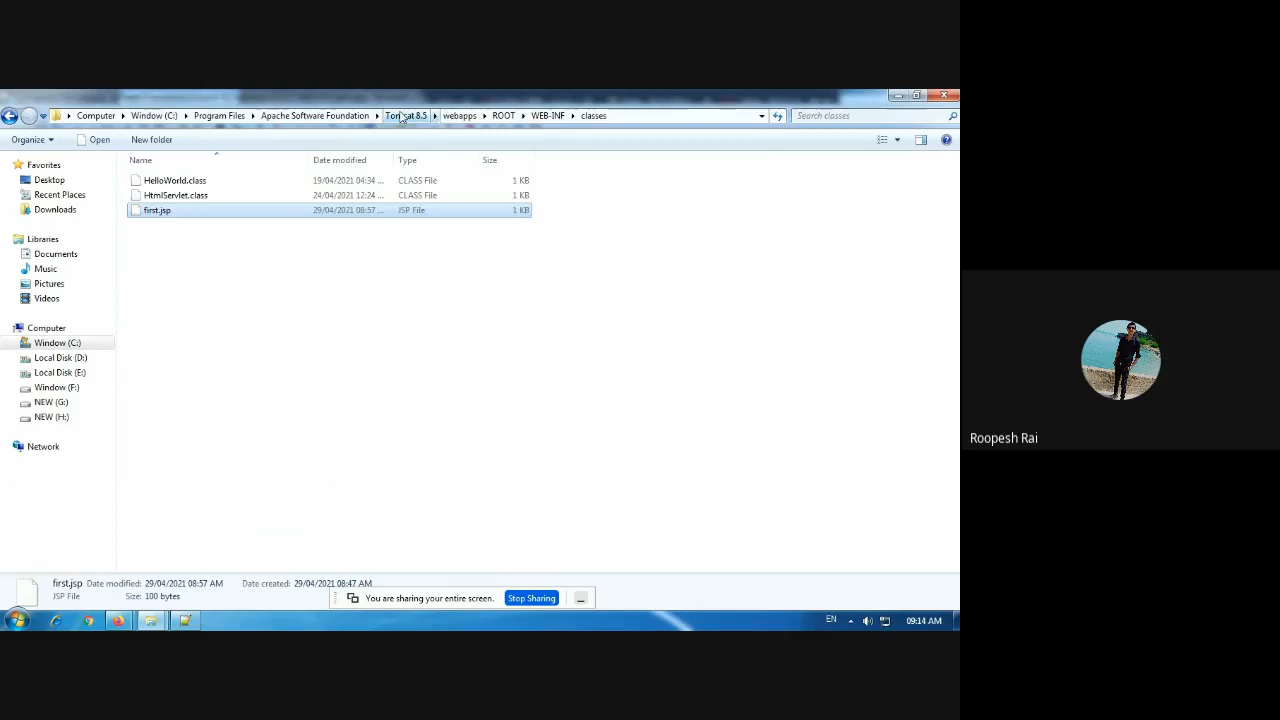 Computer Window (C:) Program Files Apache Software Foundation Tomcat 8.5 webapps ROOT WEB-INF classes
Search classes
Organize Open New folder
Name Date modified Type Size
HelloWorld.class 19/04/2021 04:34 ... CLASS File 1 KB
HtmlServlet.class 24/04/2021 12:24 ... CLASS File 1 KB
first.jsp 29/04/2021 08:57 ... JSP File 1 KB
Favorites
Desktop
Recent Places
Downloads
Libraries
Documents
Music
Pictures
Videos
Computer
Window (C:)
Local Disk (D:)
Local Disk (E:)
Window (F:)
NEW (G:)
NEW (H:)
Network
Roopesh Rai
first.jsp Date modified: 29/04/2021 08:57 AM Date created: 29/04/2021 08:47 AM
JSP File Size: 100 bytes
You are sharing your entire screen. Stop Sharing
EN 09:14 AM